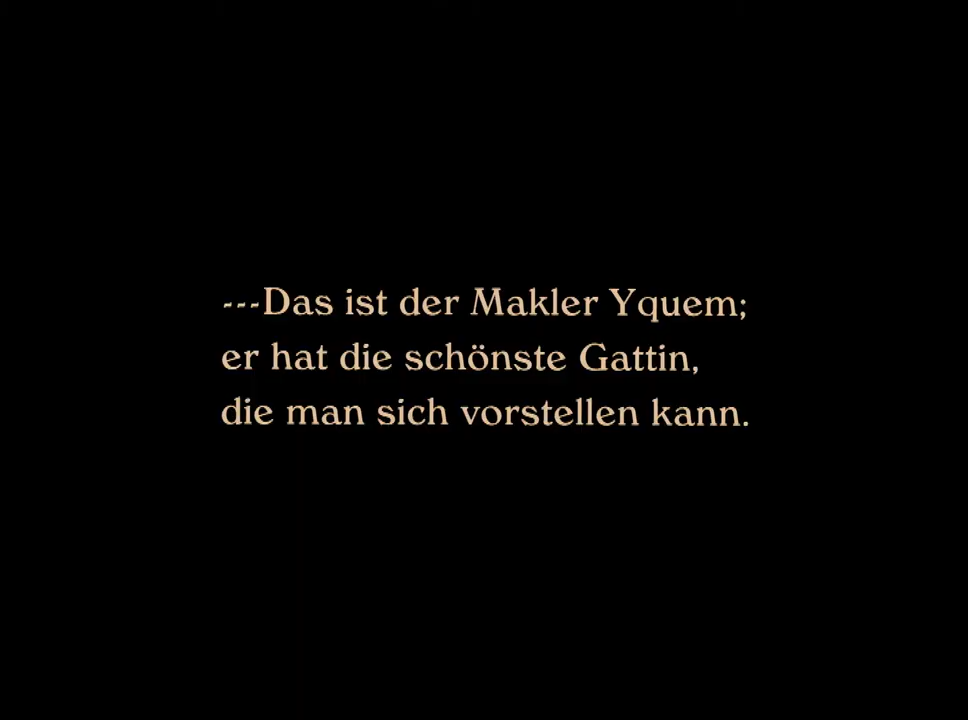 ---Das ist der Makler Yquem;
er hat die schönste Gattin,
die man sich vorstellen kann.